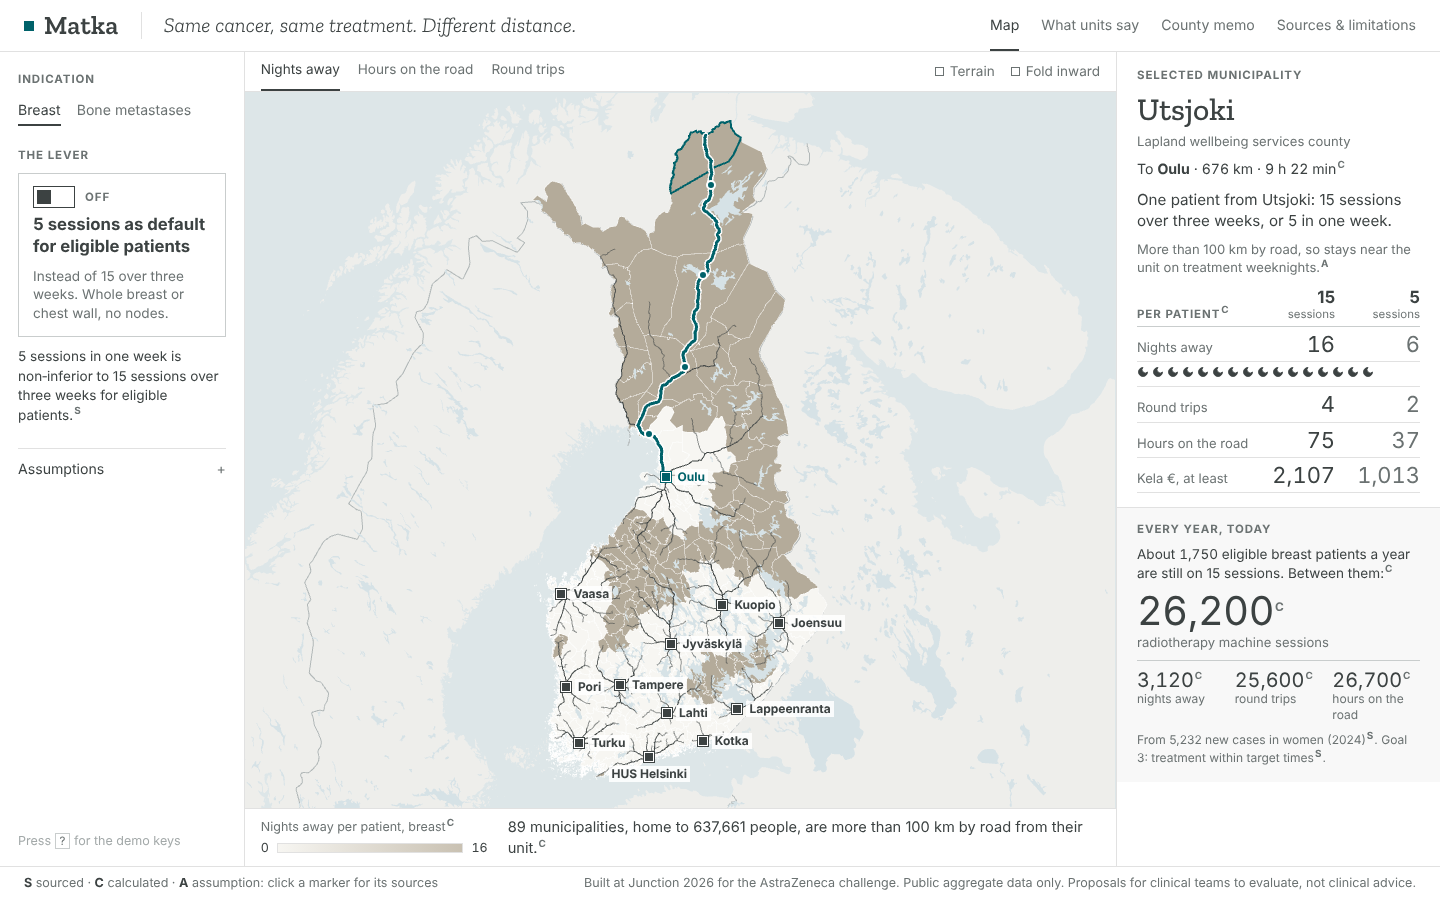 Matka
Same cancer, same treatment. Different distance.
Map
What units say
County memo
Sources & limitations
INDICATION
Breast
Bone metastases
THE LEVER
OFF
5 sessions as default
for eligible patients
Instead of 15 over three
weeks. Whole breast or
chest wall, no nodes.
5 sessions in one week is
non-inferior to 15 sessions over
three weeks for eligible
patients.S
Assumptions +
Press ? for the demo keys
Nights away
Hours on the road
Round trips
Terrain
Fold inward
Oulu
Vaasa
Kuopio
Joensuu
Jyväskylä
Pori
Tampere
Lahti
Lappeenranta
Turku
Kotka
HUS Helsinki
Nights away per patient, breastC
0 16
89 municipalities, home to 637,661 people, are more than 100 km by road from their
unit.C
SELECTED MUNICIPALITY
Utsjoki
Lapland wellbeing services county
To Oulu · 676 km · 9 h 22 minC
One patient from Utsjoki: 15 sessions
over three weeks, or 5 in one week.
More than 100 km by road, so stays near the
unit on treatment weeknights.A
15 5
PER PATIENTC sessions sessions
Nights away 16 6
Round trips 4 2
Hours on the road 75 37
Kela €, at least 2,107 1,013
EVERY YEAR, TODAY
About 1,750 eligible breast patients a year
are still on 15 sessions. Between them:C
26,200C
radiotherapy machine sessions
3,120C 25,600C 26,700C
nights away round trips hours on the
road
From 5,232 new cases in women (2024)S. Goal
3: treatment within target timesS.
S sourced · C calculated · A assumption: click a marker for its sources
Built at Junction 2026 for the AstraZeneca challenge. Public aggregate data only. Proposals for clinical teams to evaluate, not clinical advice.